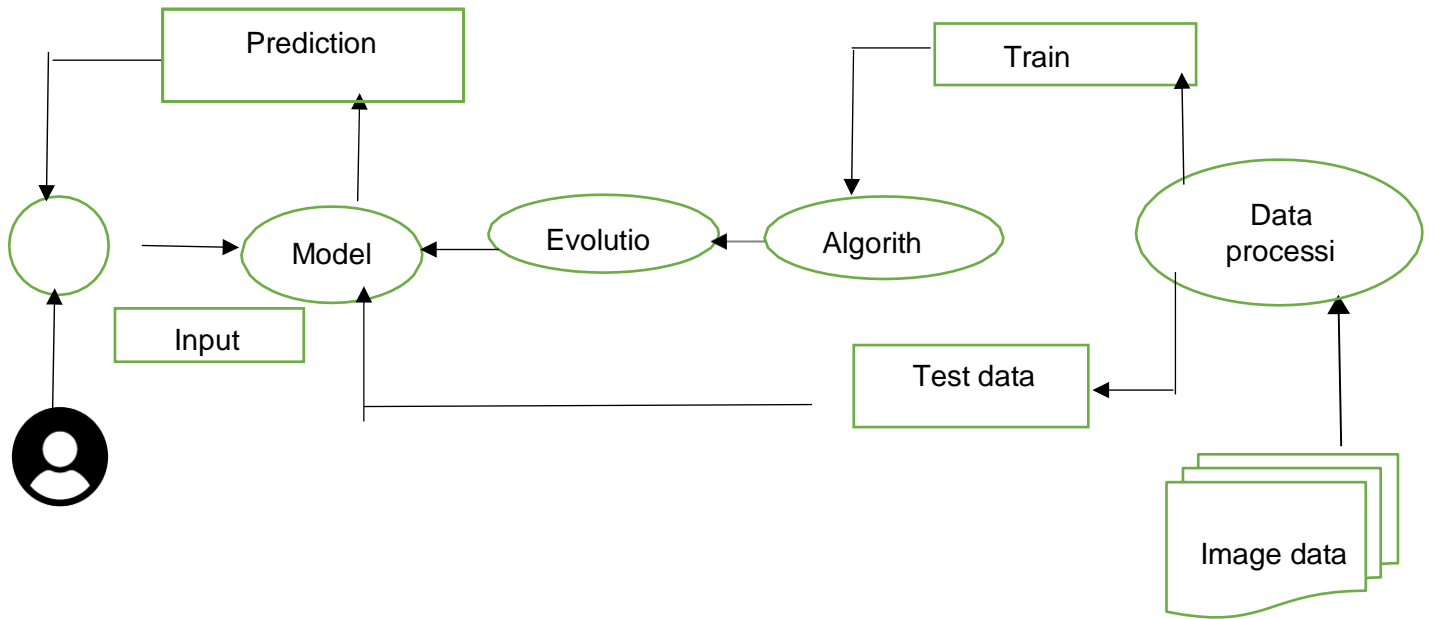 Prediction
Train
Evolutio
Algorith
Data
processi
Model
Input
Test data
Image data